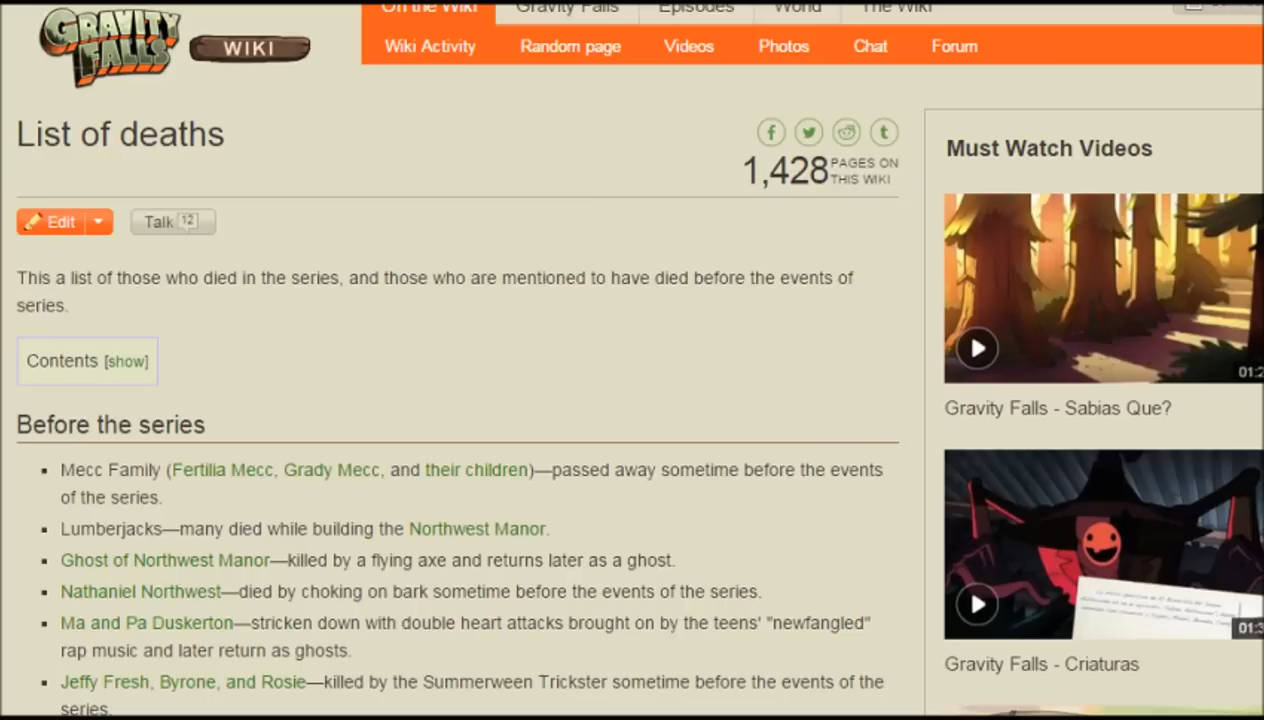 GRAVITY
FALLS
WIKI
On the Wiki
Gravity Falls
Episodes
World
The Wiki
Wiki Activity
Random page
Videos
Photos
Chat
Forum
List of deaths
1,428 PAGES ON
THIS WIKI
Edit
Talk 12
This a list of those who died in the series, and those who are mentioned to have died before the events of
series.
Contents [show]
Before the series
Mecc Family (Fertilia Mecc, Grady Mecc, and their children)—passed away sometime before the events
of the series.
Lumberjacks—many died while building the Northwest Manor.
Ghost of Northwest Manor—killed by a flying axe and returns later as a ghost.
Nathaniel Northwest—died by choking on bark sometime before the events of the series.
Ma and Pa Duskerton—stricken down with double heart attacks brought on by the teens' "newfangled"
rap music and later return as ghosts.
Jeffy Fresh, Byrone, and Rosie—killed by the Summerween Trickster sometime before the events of the
series.
Must Watch Videos
01:2
Gravity Falls - Sabias Que?
01:3
Gravity Falls - Criaturas